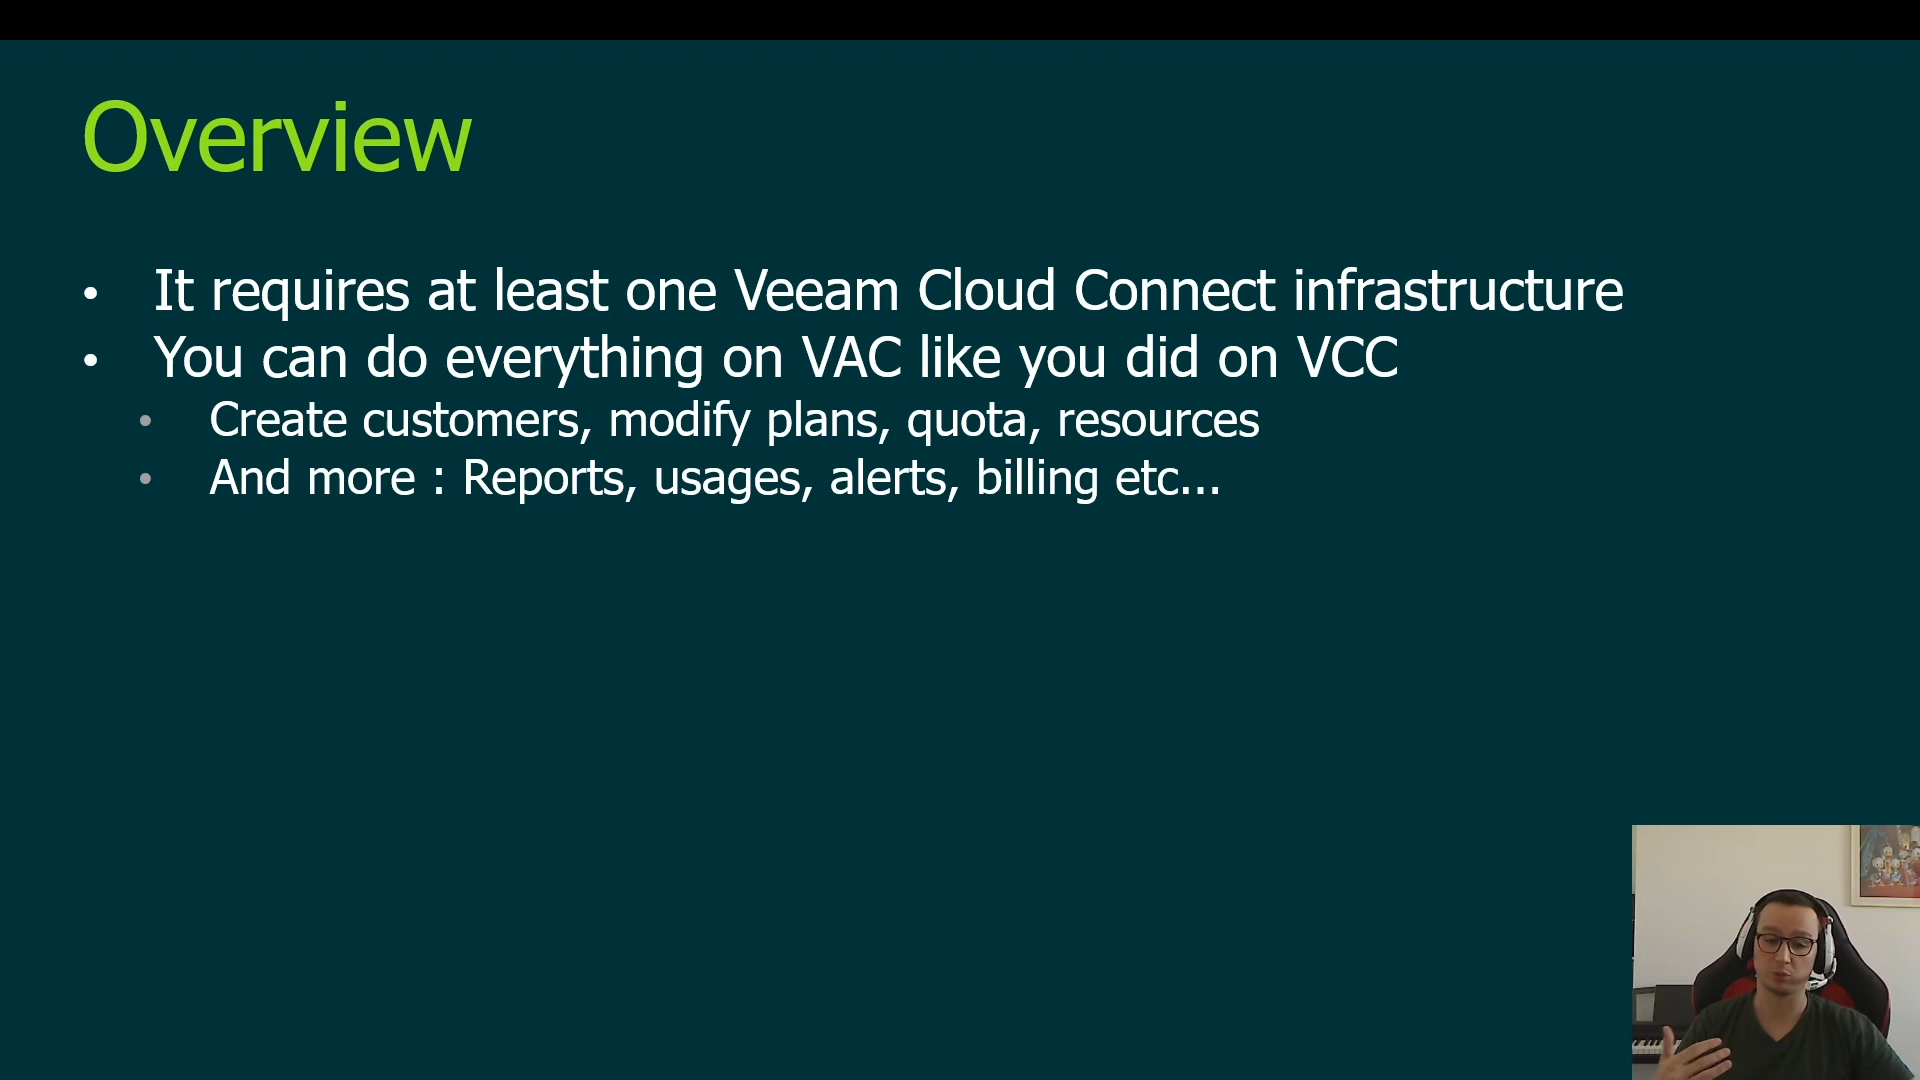 Overview
• It requires at least one Veeam Cloud Connect infrastructure
• You can do everything on VAC like you did on VCC
• Create customers, modify plans, quota, resources
• And more : Reports, usages, alerts, billing etc...